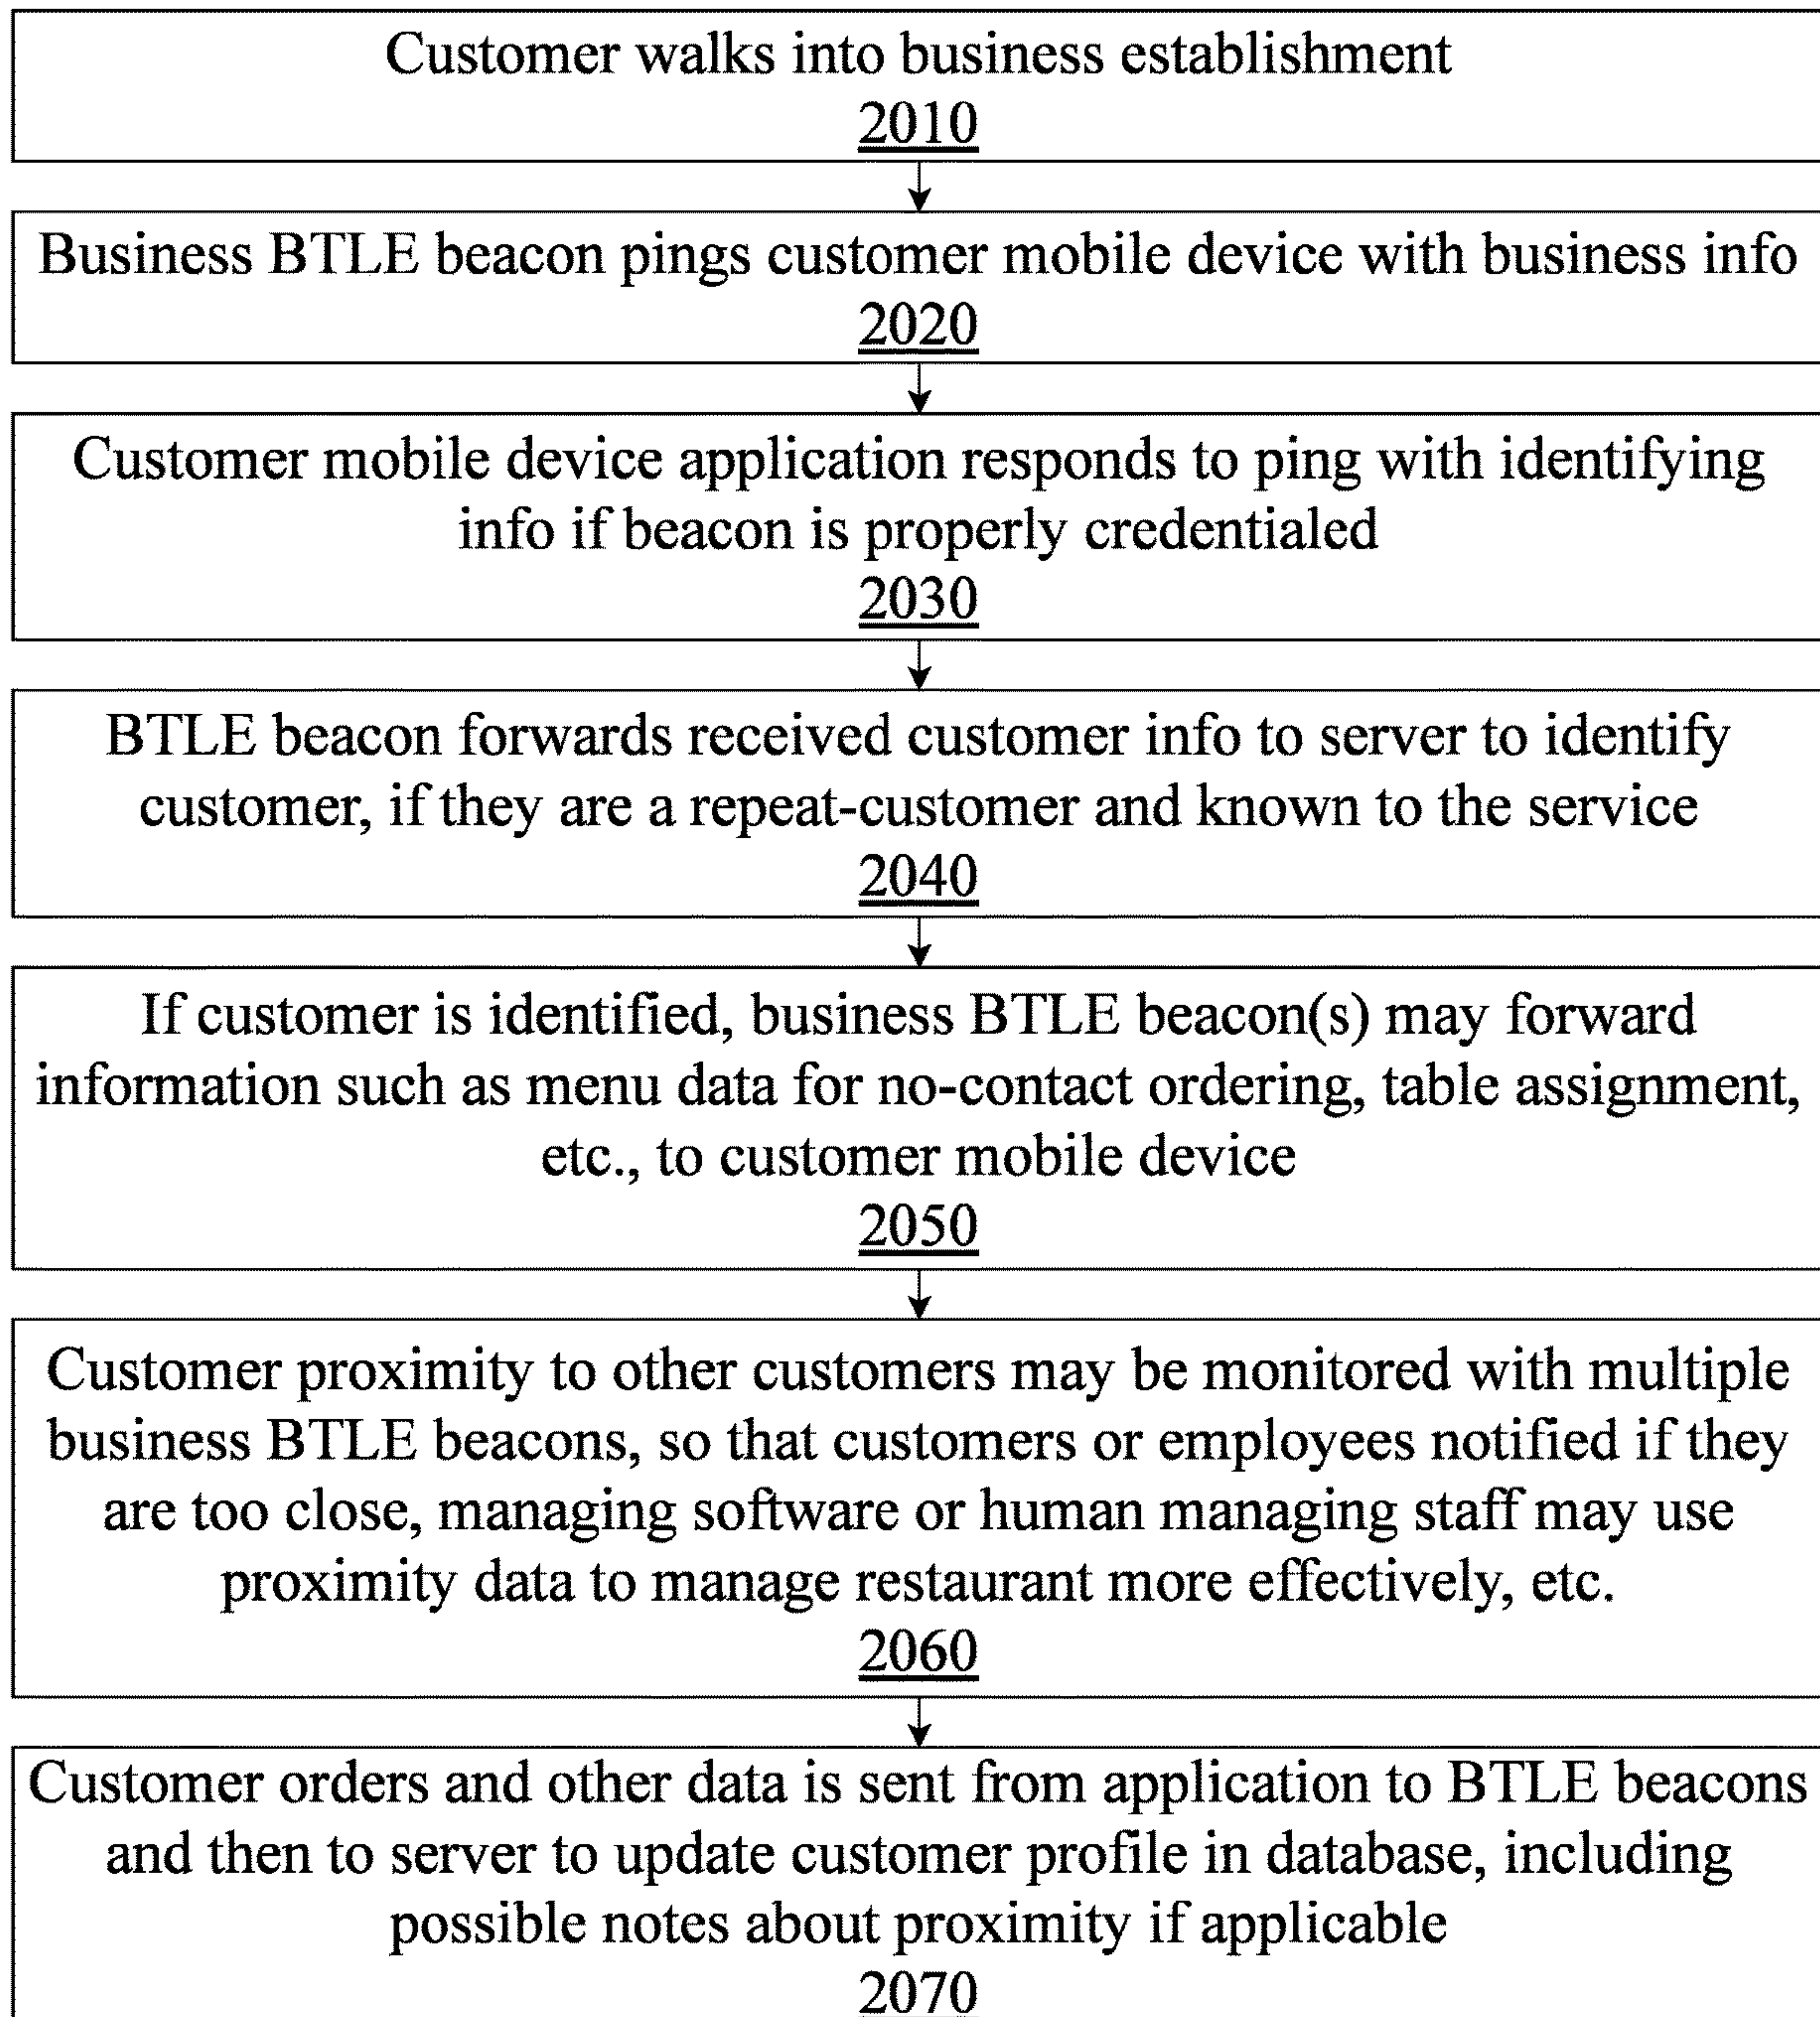 Customer walks into business establishment
2010
Business BTLE beacon pings customer mobile device with business info
2020
Customer mobile device application responds to ping with identifying
info if beacon is properly credentialed
2030
BTLE beacon forwards received customer info to server to identify
customer, if they are a repeat-customer and known to the service
2040
If customer is identified, business BTLE beacon(s) may forward
information such as menu data for no-contact ordering, table assignment,
etc., to customer mobile device
2050
Customer proximity to other customers may be monitored with multiple
business BTLE beacons, so that customers or employees notified if they
are too close, managing software or human managing staff may use
proximity data to manage restaurant more effectively, etc.
2060
Customer orders and other data is sent from application to BTLE beacons
and then to server to update customer profile in database, including
possible notes about proximity if applicable
2070